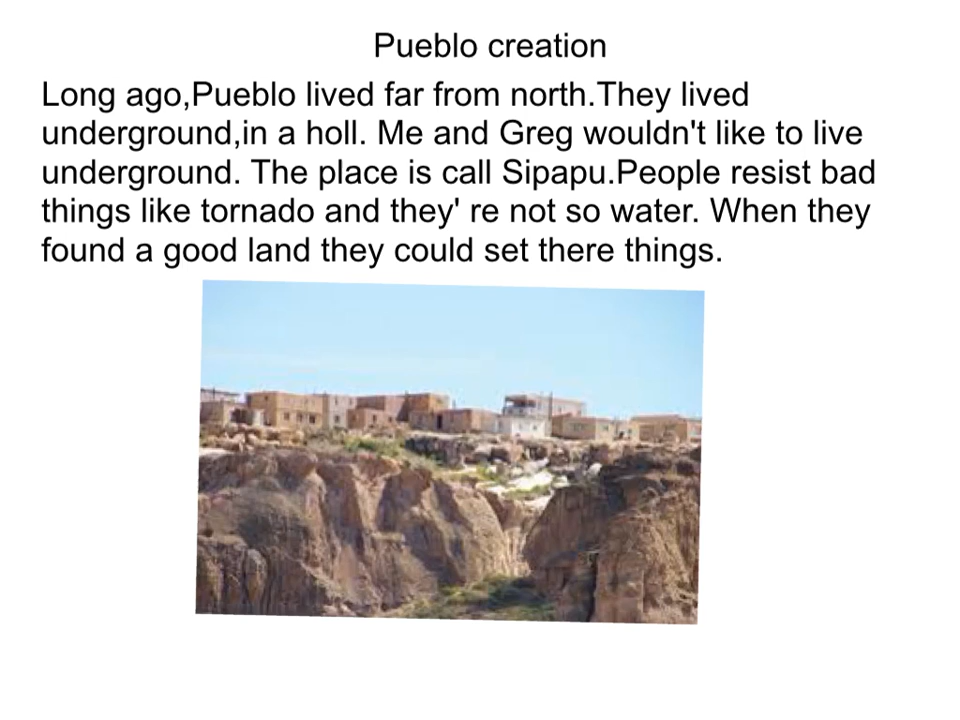 Pueblo creation
Long ago,Pueblo lived far from north.They lived
underground,in a holl. Me and Greg wouldn't like to live
underground. The place is call Sipapu.People resist bad
things like tornado and they' re not so water. When they
found a good land they could set there things.